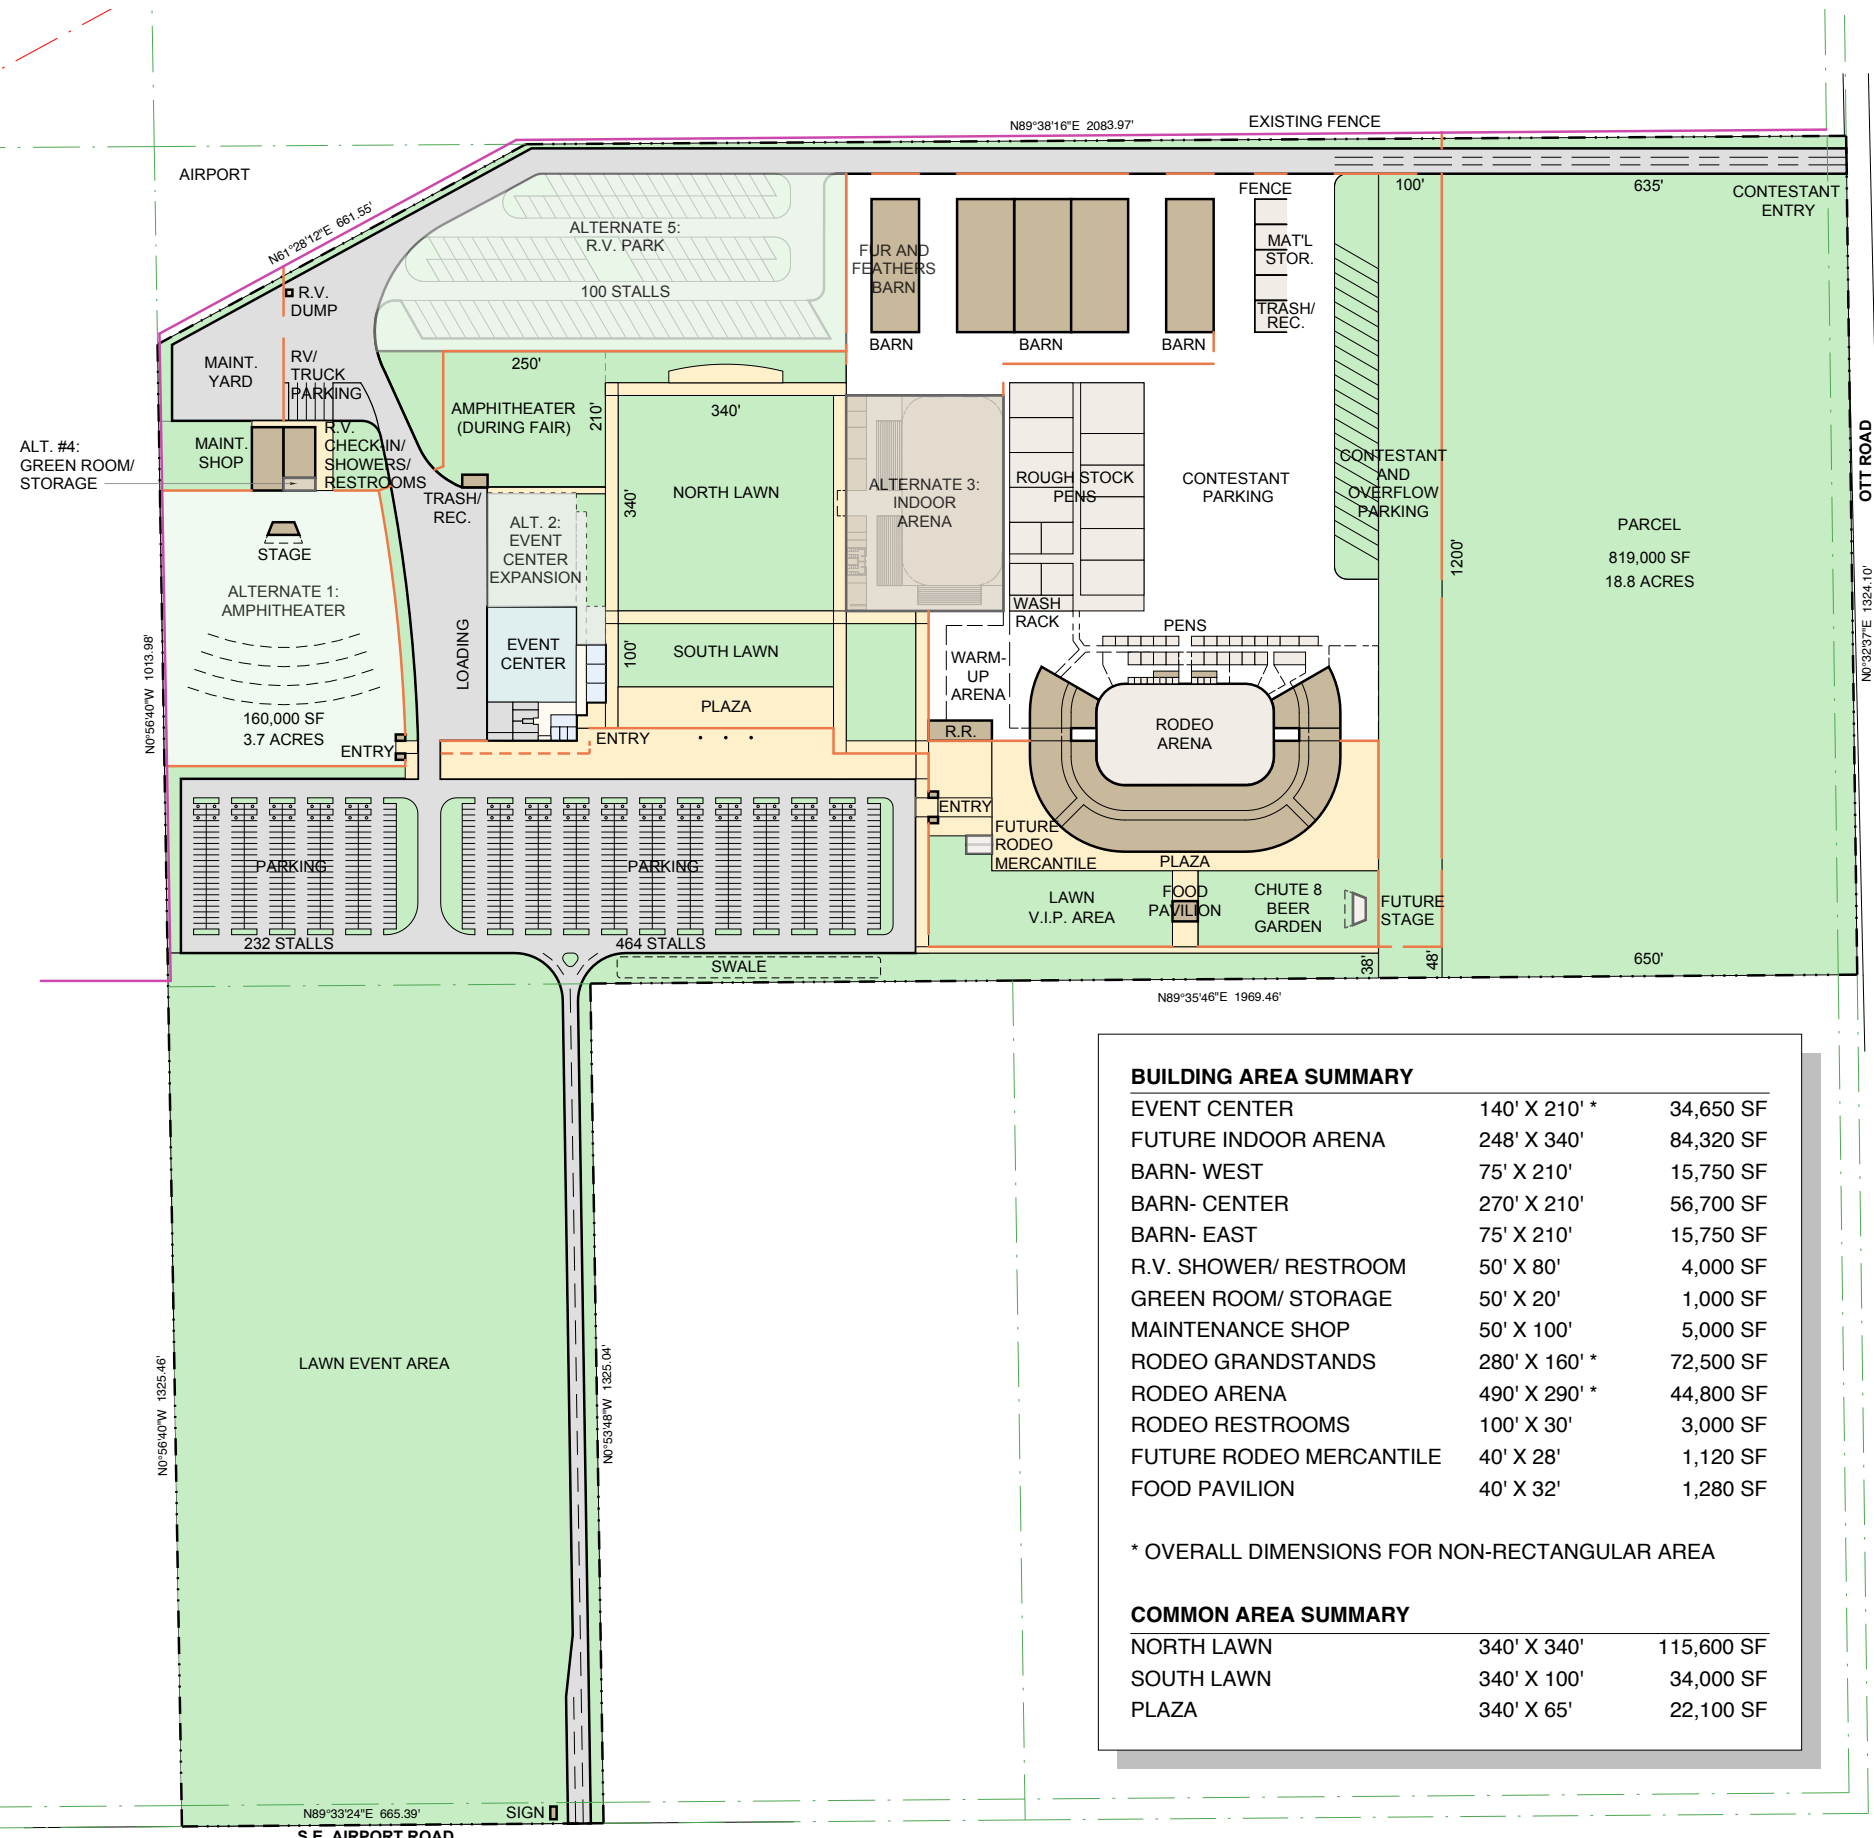 N89°38'16"E 2083.97'
EXISTING FENCE
AIRPORT
N61°28'12"E 661.55'
FENCE
100'
635'
CONTESTANT
ENTRY
ALTERNATE 5:
R.V. PARK
100 STALLS
FUR AND
FEATHERS
BARN
MAT'L
STOR.
TRASH/
REC.
BARN
BARN
BARN
R.V.
DUMP
MAINT.
YARD
RV/
TRUCK
PARKING
250'
210'
AMPHITHEATER
(DURING FAIR)
340'
ALT. #4:
GREEN ROOM/
STORAGE
MAINT.
SHOP
R.V.
CHECK-IN/
SHOWERS/
RESTROOMS
TRASH/
REC.
NORTH LAWN
340'
ALTERNATE 3:
INDOOR
ARENA
ROUGH STOCK
PENS
CONTESTANT
PARKING
CONTESTANT
AND
OVERFLOW
PARKING
OTT ROAD
1200'
PARCEL
819,000 SF
18.8 ACRES
N0°32'37"E 1324.10'
STAGE
ALTERNATE 1:
AMPHITHEATER
ALT. 2:
EVENT
CENTER
EXPANSION
N0°56'40"W 1013.98'
160,000 SF
3.7 ACRES
ENTRY
LOADING
EVENT
CENTER
100'
SOUTH LAWN
PLAZA
ENTRY
WASH
RACK
WARM-
UP
ARENA
PENS
R.R.
RODEO
ARENA
ENTRY
FUTURE
RODEO
MERCANTILE
PLAZA
PARKING
PARKING
232 STALLS
464 STALLS
LAWN
V.I.P. AREA
FOOD
PAVILION
CHUTE 8
BEER
GARDEN
FUTURE
STAGE
SWALE
38'
48'
650'
N89°35'46"E 1969.46'
LAWN EVENT AREA
N0°56'40"W 1325.46'
N0°53'48"W 1325.04'
N89°33'24"E 665.39'
SIGN
S.E. AIRPORT ROAD
BUILDING AREA SUMMARY
EVENT CENTER 140' X 210' * 34,650 SF
FUTURE INDOOR ARENA 248' X 340' 84,320 SF
BARN- WEST 75' X 210' 15,750 SF
BARN- CENTER 270' X 210' 56,700 SF
BARN- EAST 75' X 210' 15,750 SF
R.V. SHOWER/ RESTROOM 50' X 80' 4,000 SF
GREEN ROOM/ STORAGE 50' X 20' 1,000 SF
MAINTENANCE SHOP 50' X 100' 5,000 SF
RODEO GRANDSTANDS 280' X 160' * 72,500 SF
RODEO ARENA 490' X 290' * 44,800 SF
RODEO RESTROOMS 100' X 30' 3,000 SF
FUTURE RODEO MERCANTILE 40' X 28' 1,120 SF
FOOD PAVILION 40' X 32' 1,280 SF
* OVERALL DIMENSIONS FOR NON-RECTANGULAR AREA
COMMON AREA SUMMARY
NORTH LAWN 340' X 340' 115,600 SF
SOUTH LAWN 340' X 100' 34,000 SF
PLAZA 340' X 65' 22,100 SF